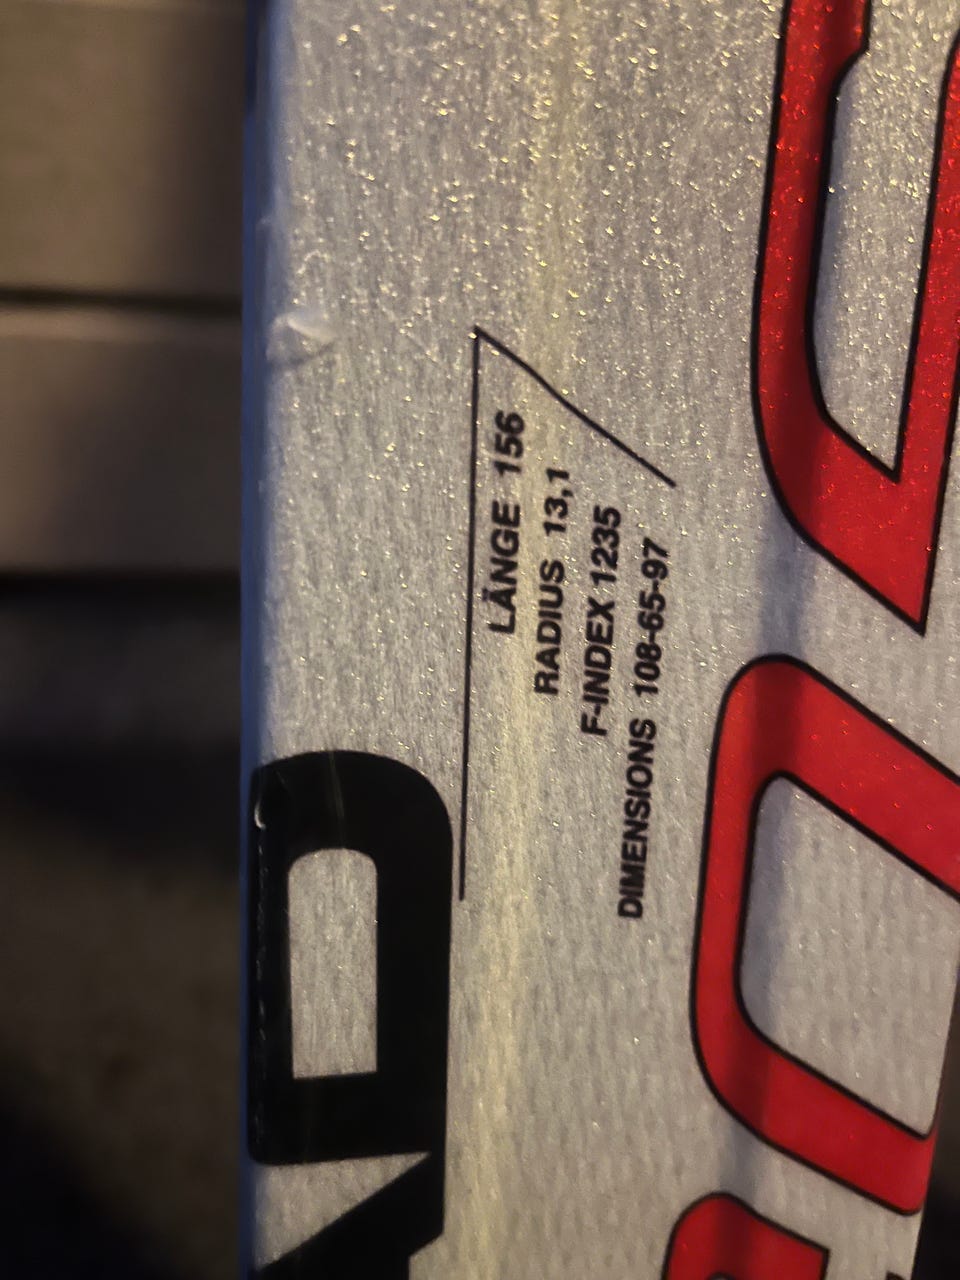 LÄNGE 156
RADIUS 13,1
F-INDEX 1235
DIMENSIONS 108-65-97